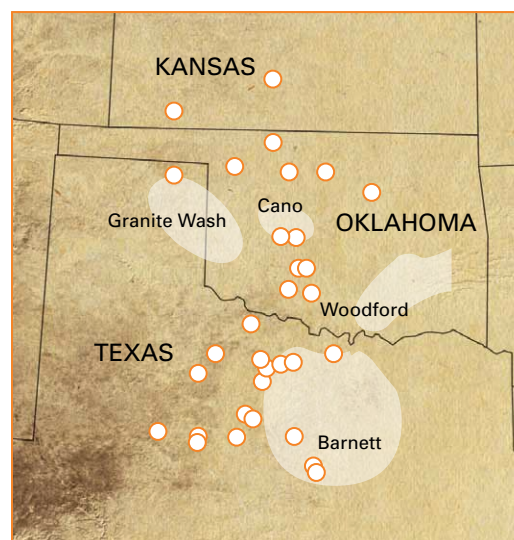 KANSAS
Cano
Granite Wash
OKLAHOMA
Woodford
TEXAS
Barnett